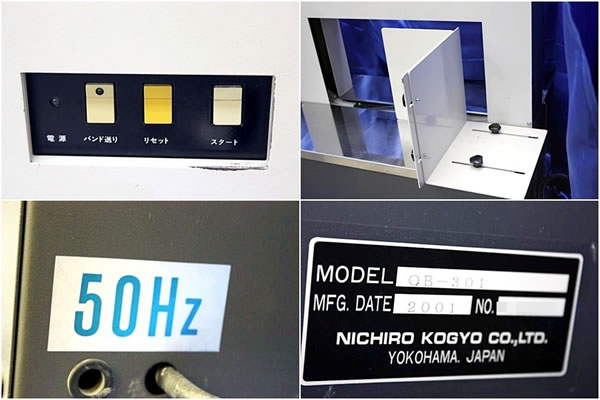 電源 バンド送り リセット スタート
50Hz
MODEL QB-301
MFG. DATE 2001 NO.
NICHIRO KOGYO CO.,LTD.
YOKOHAMA. JAPAN